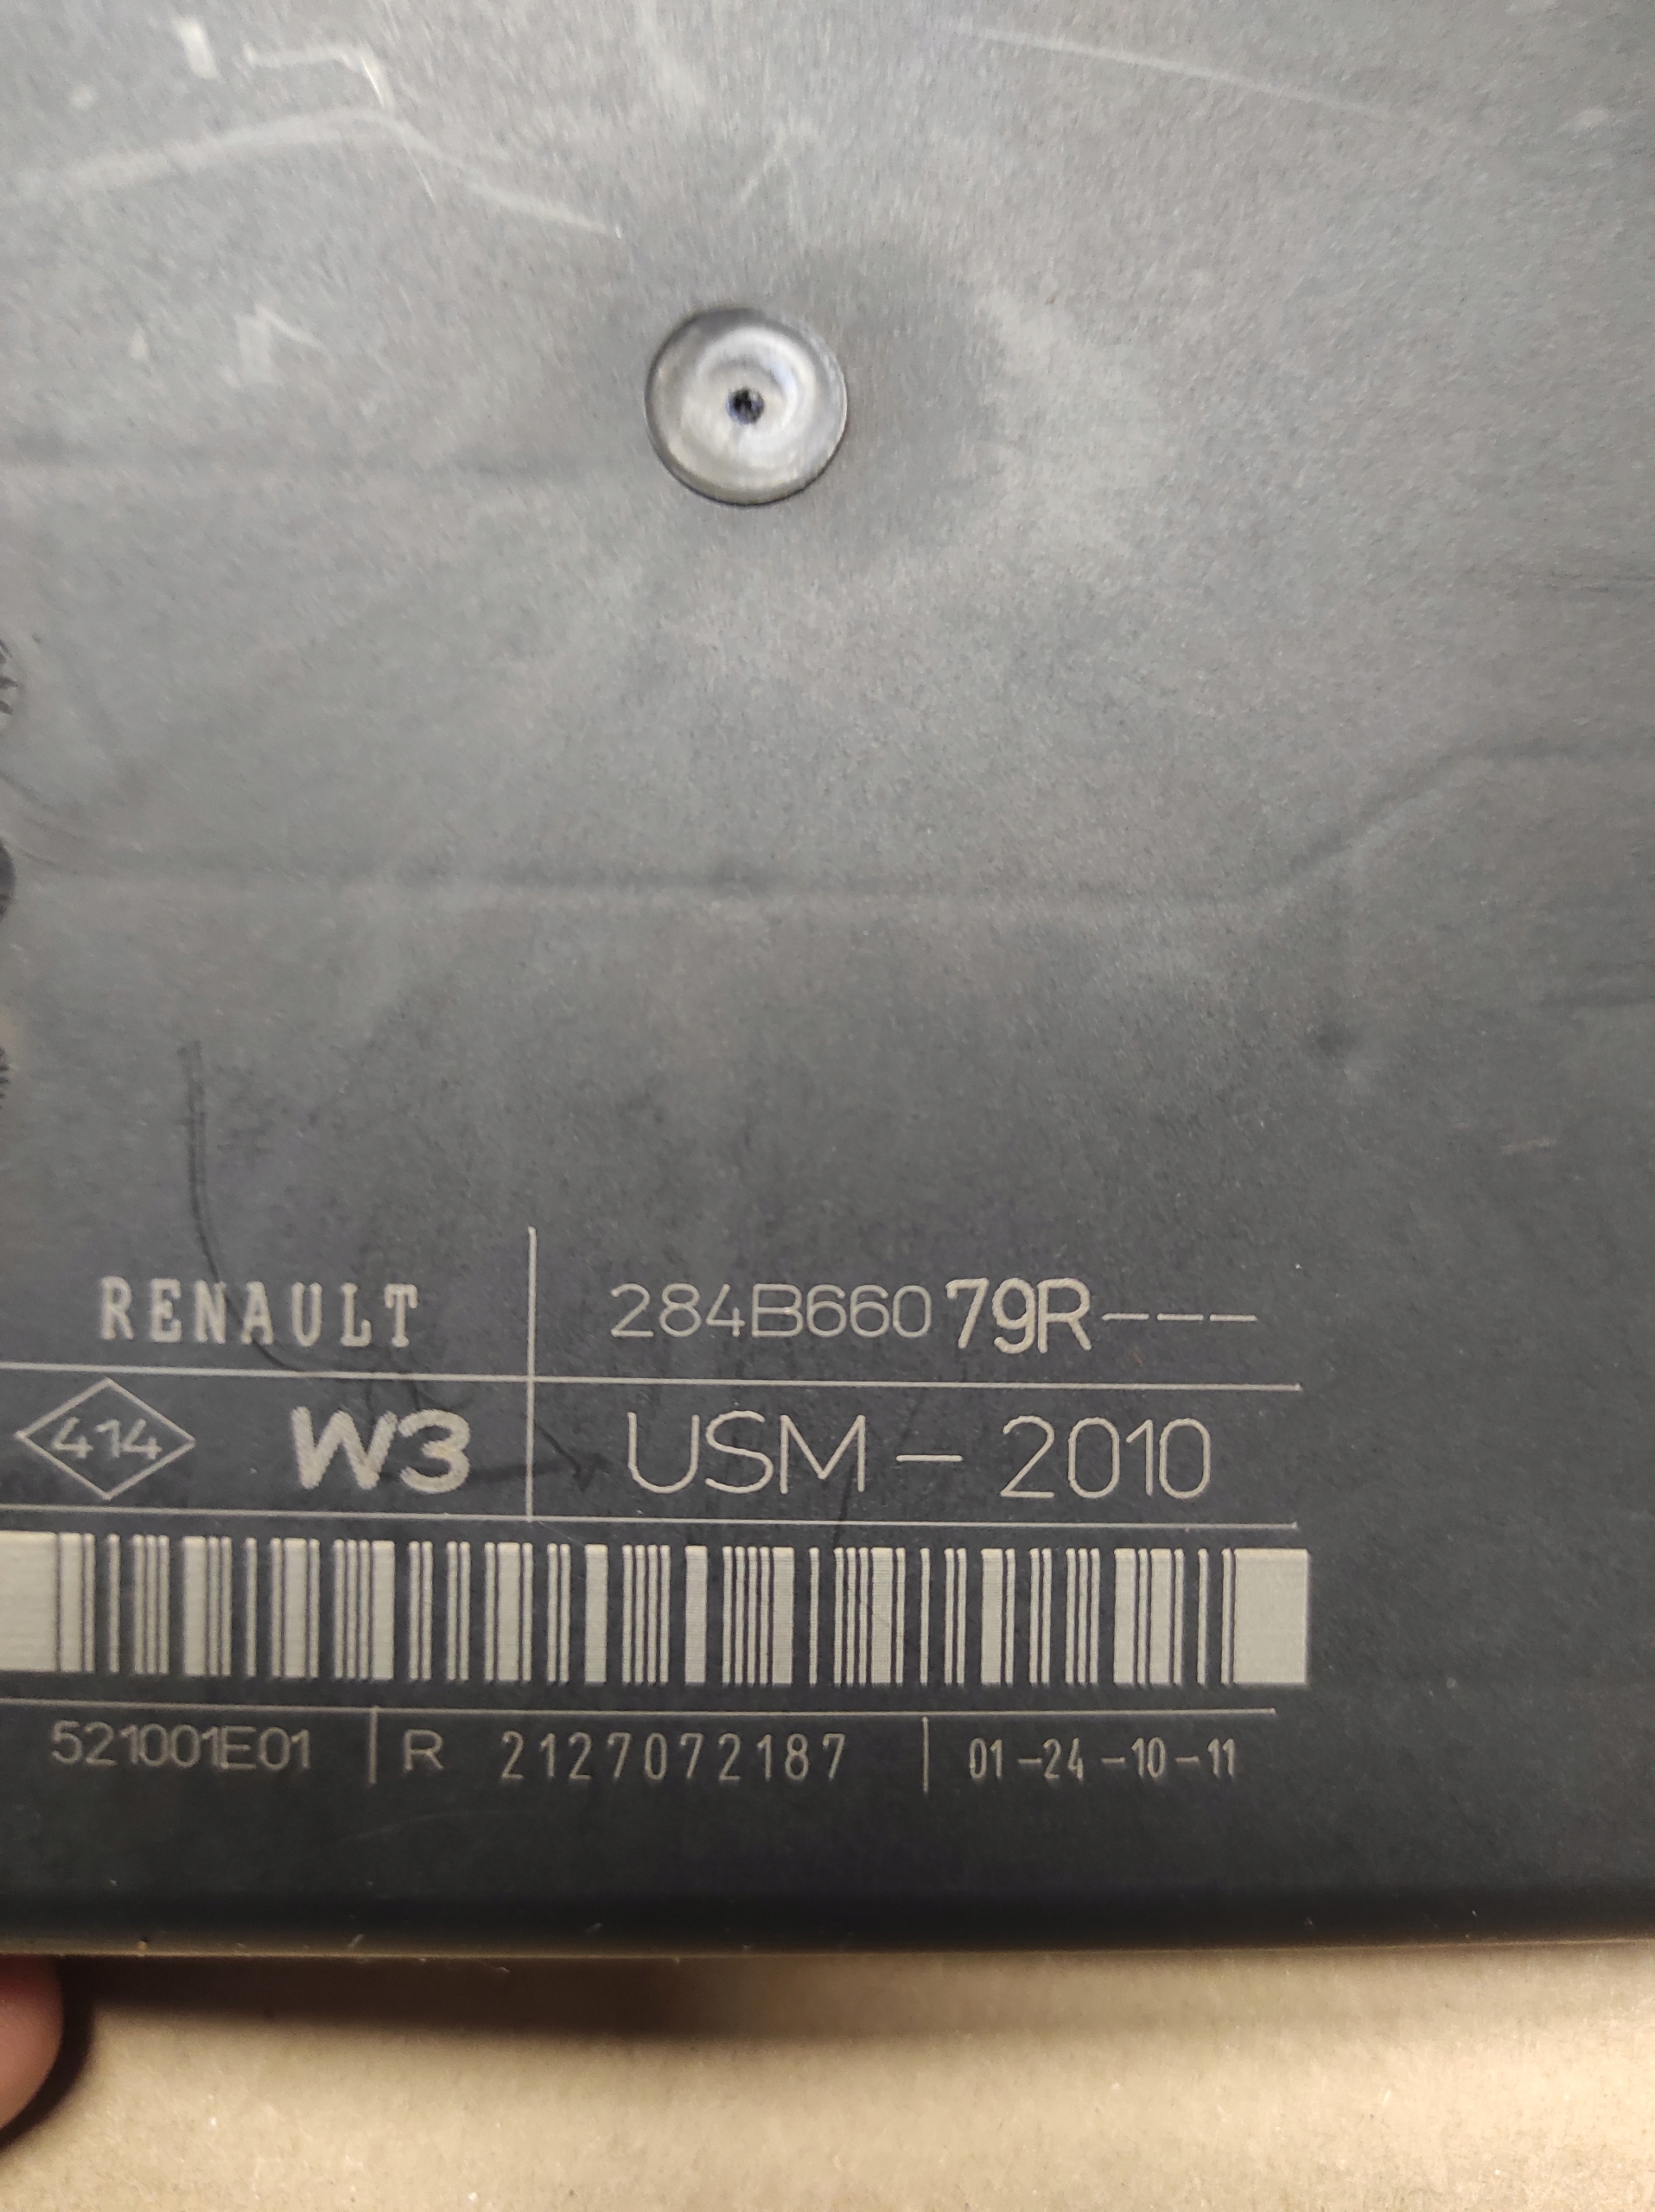 RENAULT 284B66079R---
414 W3 USM - 2010
521001E01 R 2127072187 01-24-10-11